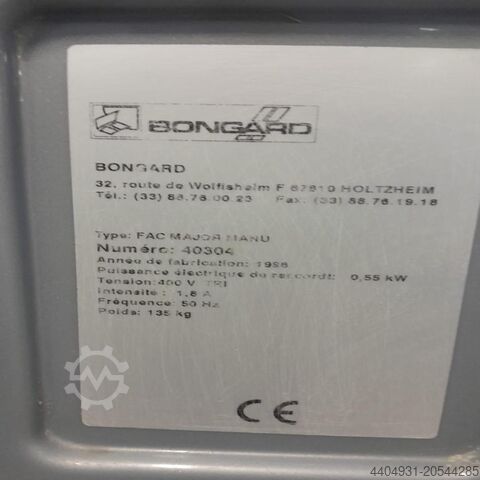 BONGARD
BONGARD
32, route de Wolfisheim F 67810 HOLTZHEIM
Tél.: (33) 88.78.00.23 Fax: (33) 88.76.19.18
Type: FAC MAJOR MANU
Numéro: 40304
Année de fabrication: 1996
Puissance électrique du raccordt: 0,55 kW
Tension: 400 V TRI
Intensité : 1,8 A
Fréquence: 50 Hz
Poids: 135 kg
CE
4404931-20544285